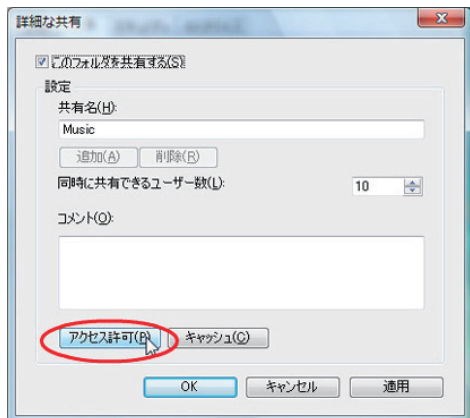 詳細な共有
このフォルダを共有する(S)
設定
共有名(H):
Music
追加(A) 削除(R)
同時に共有できるユーザー数(L): 10
コメント(O):
アクセス許可(P) キャッシュ(C)
OK キャンセル 適用